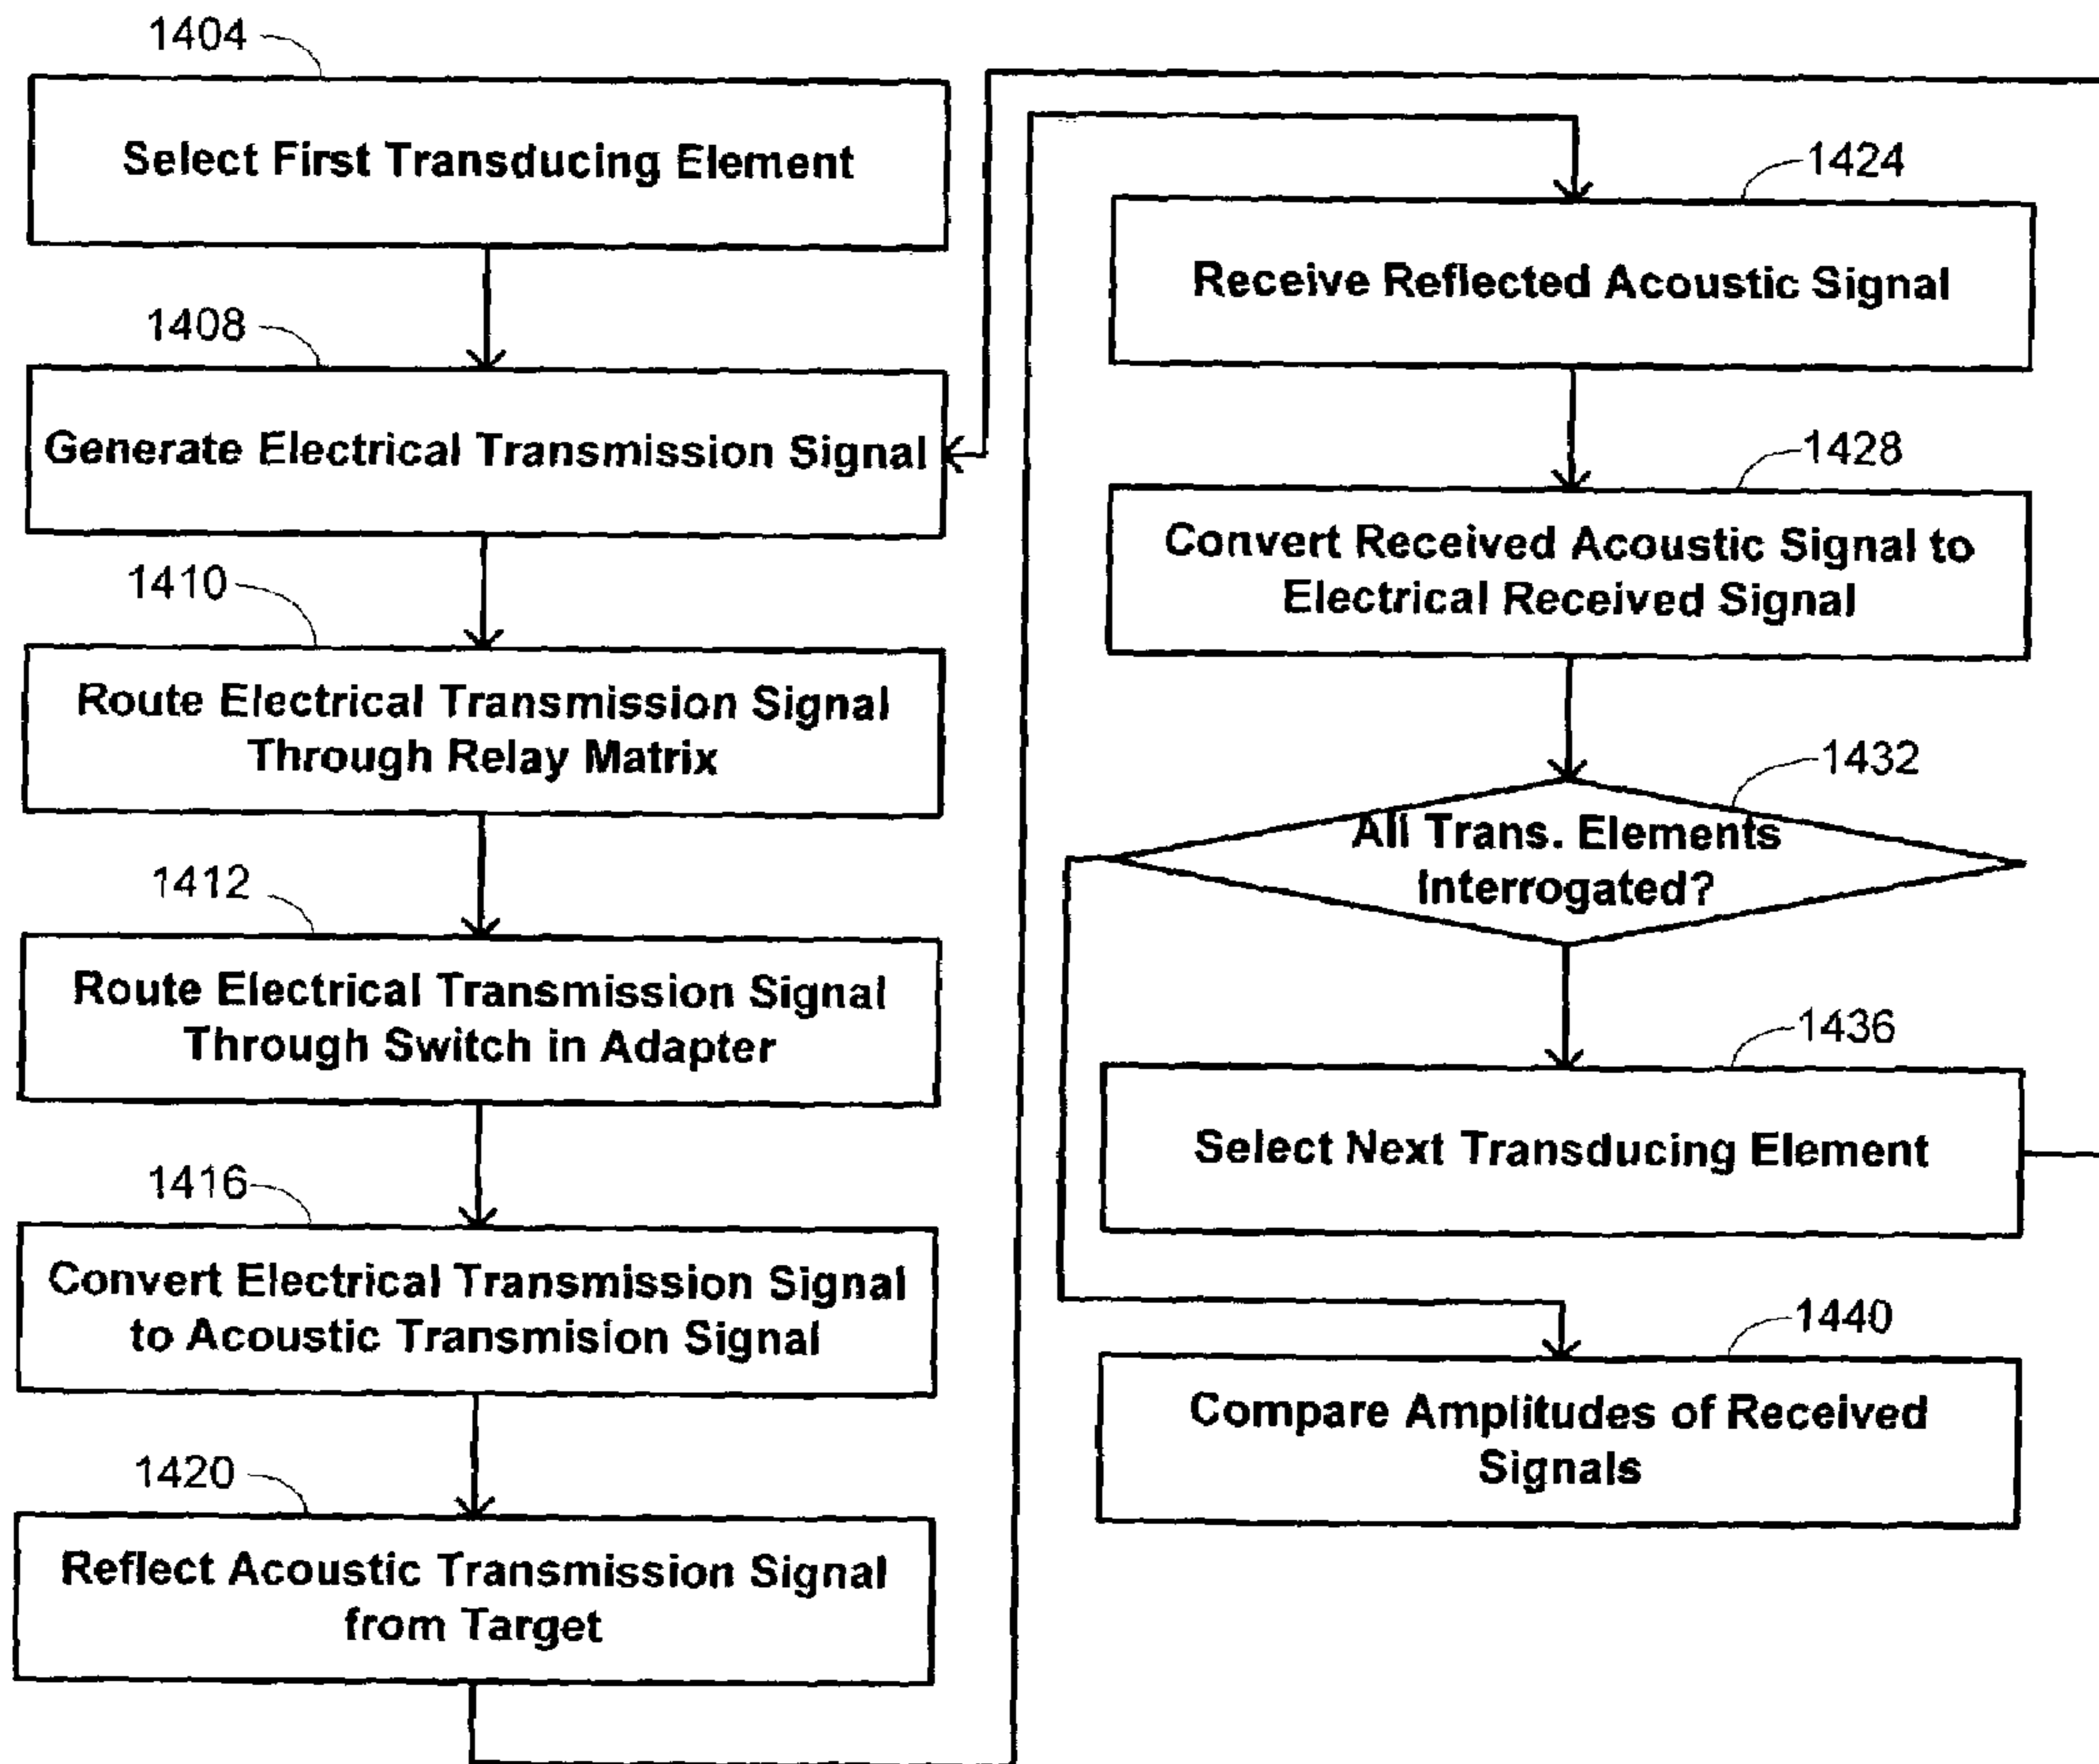 1404
Select First Transducing Element
1408
Generate Electrical Transmission Signal
1410
Route Electrical Transmission Signal
Through Relay Matrix
1412
Route Electrical Transmission Signal
Through Switch in Adapter
1416
Convert Electrical Transmission Signal
to Acoustic Transmision Signal
1420
Reflect Acoustic Transmission Signal
from Target
1424
Receive Reflected Acoustic Signal
1428
Convert Received Acoustic Signal to
Electrical Received Signal
1432
All Trans. Elements
Interrogated?
1436
Select Next Transducing Element
1440
Compare Amplitudes of Received
Signals